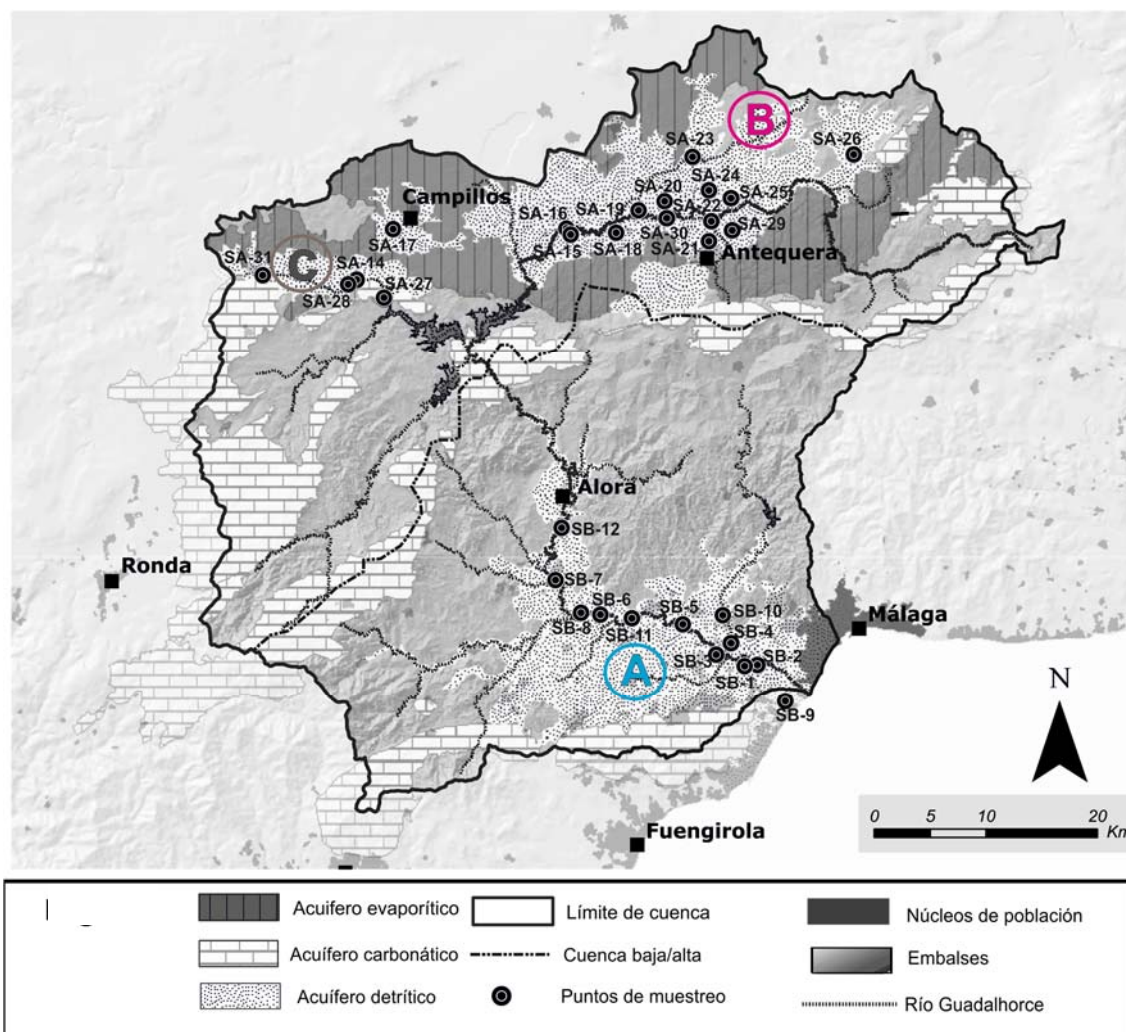 B
SA-23
SA-26
SA-24
Campillos
SA-20
SA-25
SA-19
SA-22
SA-16
SA-17
SA-30
SA-29
SA-15
SA-18
SA-21
Antequera
SA-31
C
SA-14
SA-27
SA-28
Álora
SB-12
Ronda
SB-7
SB-6
SB-5
SB-10
Málaga
SB-8
SB-11
SB-4
SB-3
SB-2
A
SB-1
N
SB-9
0 5 10 20
Km
Fuengirola
Acuífero evaporítico
Límite de cuenca
Núcleos de población
Acuífero carbonático
Cuenca baja/alta
Embalses
Acuífero detrítico
Puntos de muestreo
Río Guadalhorce